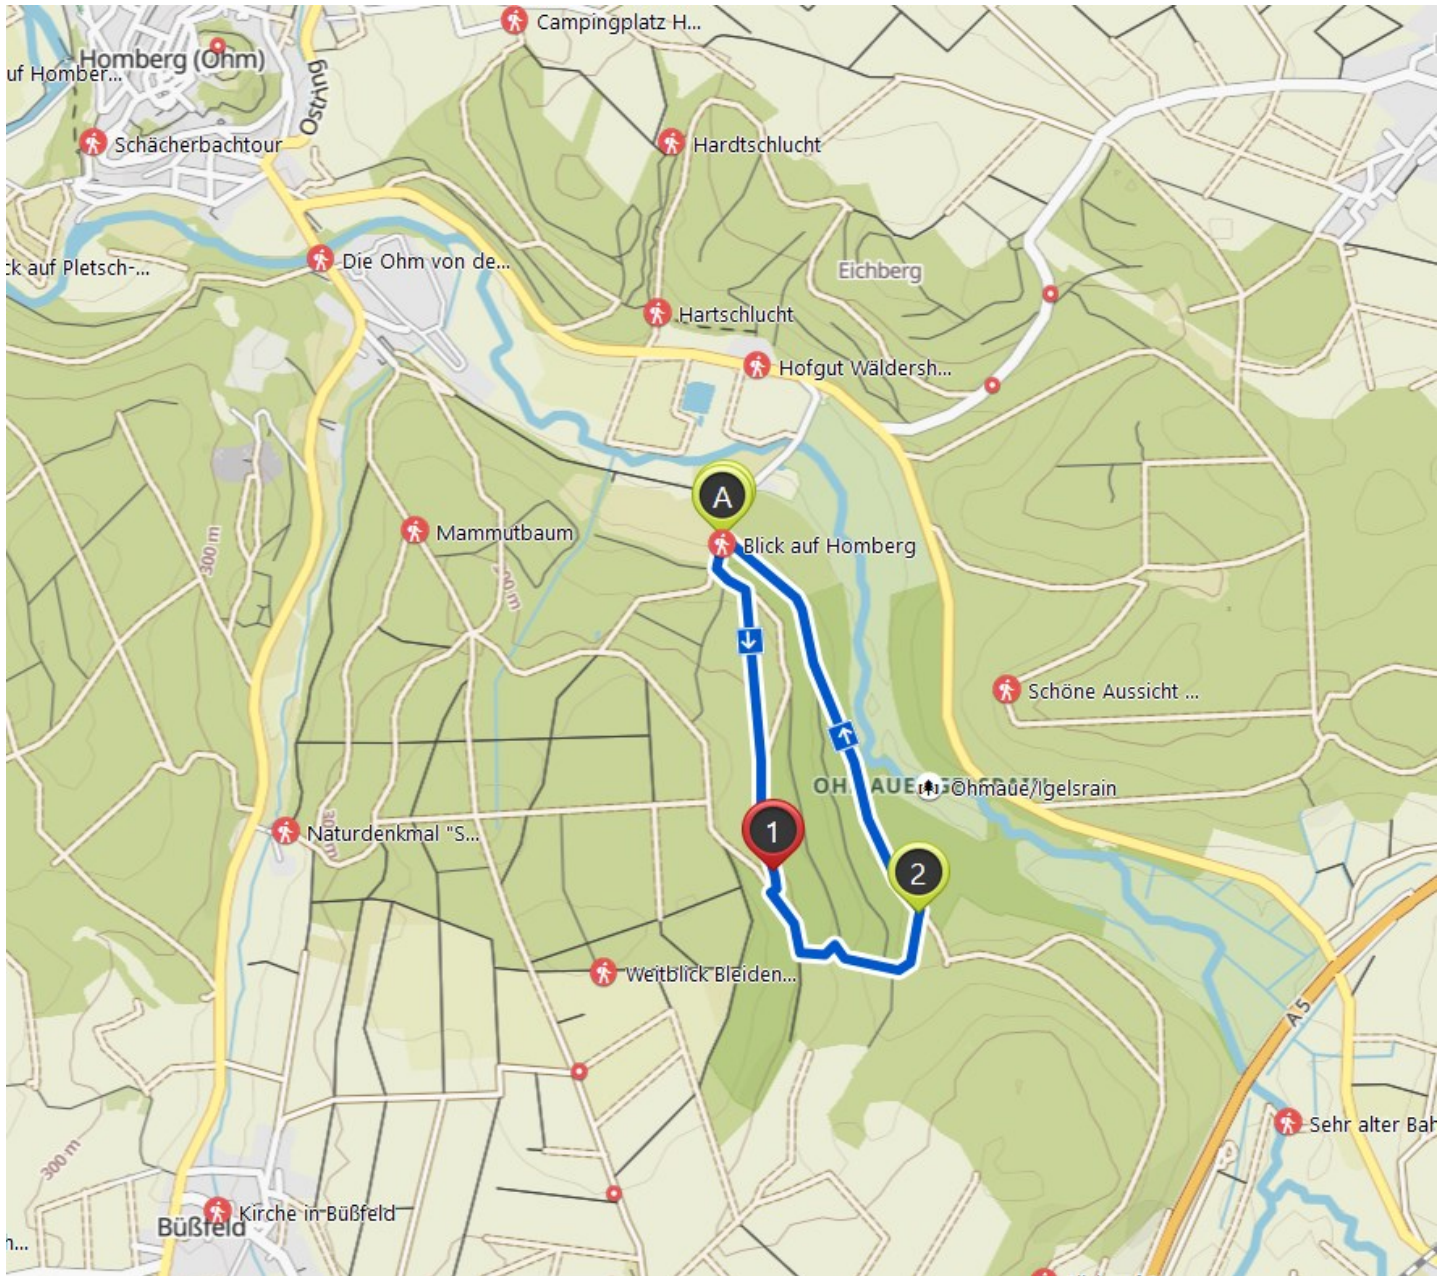 Campingplatz H...
Homberg (Ohm)
uf Homber...
Ostring
Schächerbachtour
Hardtschlucht
ck auf Pletsch-...
Die Ohm von de...
Eichberg
Hartschlucht
Hofgut Wäldersh...
A
300 m
Mammutbaum
Blick auf Homberg
Schöne Aussicht ...
Ohmaue/Igelsrain
1
Naturdenkmal "S...
2
Weitblick Bleiden...
A 5
Sehr alter Bah
300 m
Kirche in Büßfeld
Büßfeld